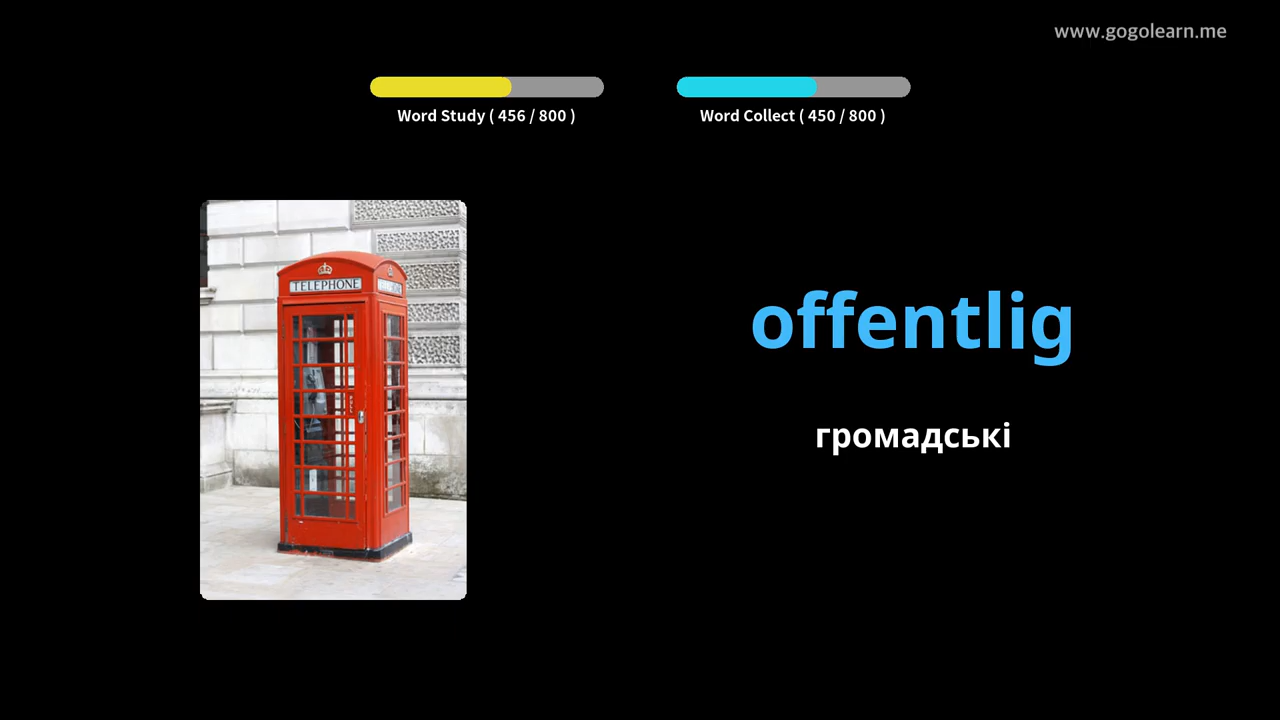 www.gogolearn.me
Word Study ( 456 / 800 )
Word Collect ( 450 / 800 )
TELEPHONE
offentlig
громадські